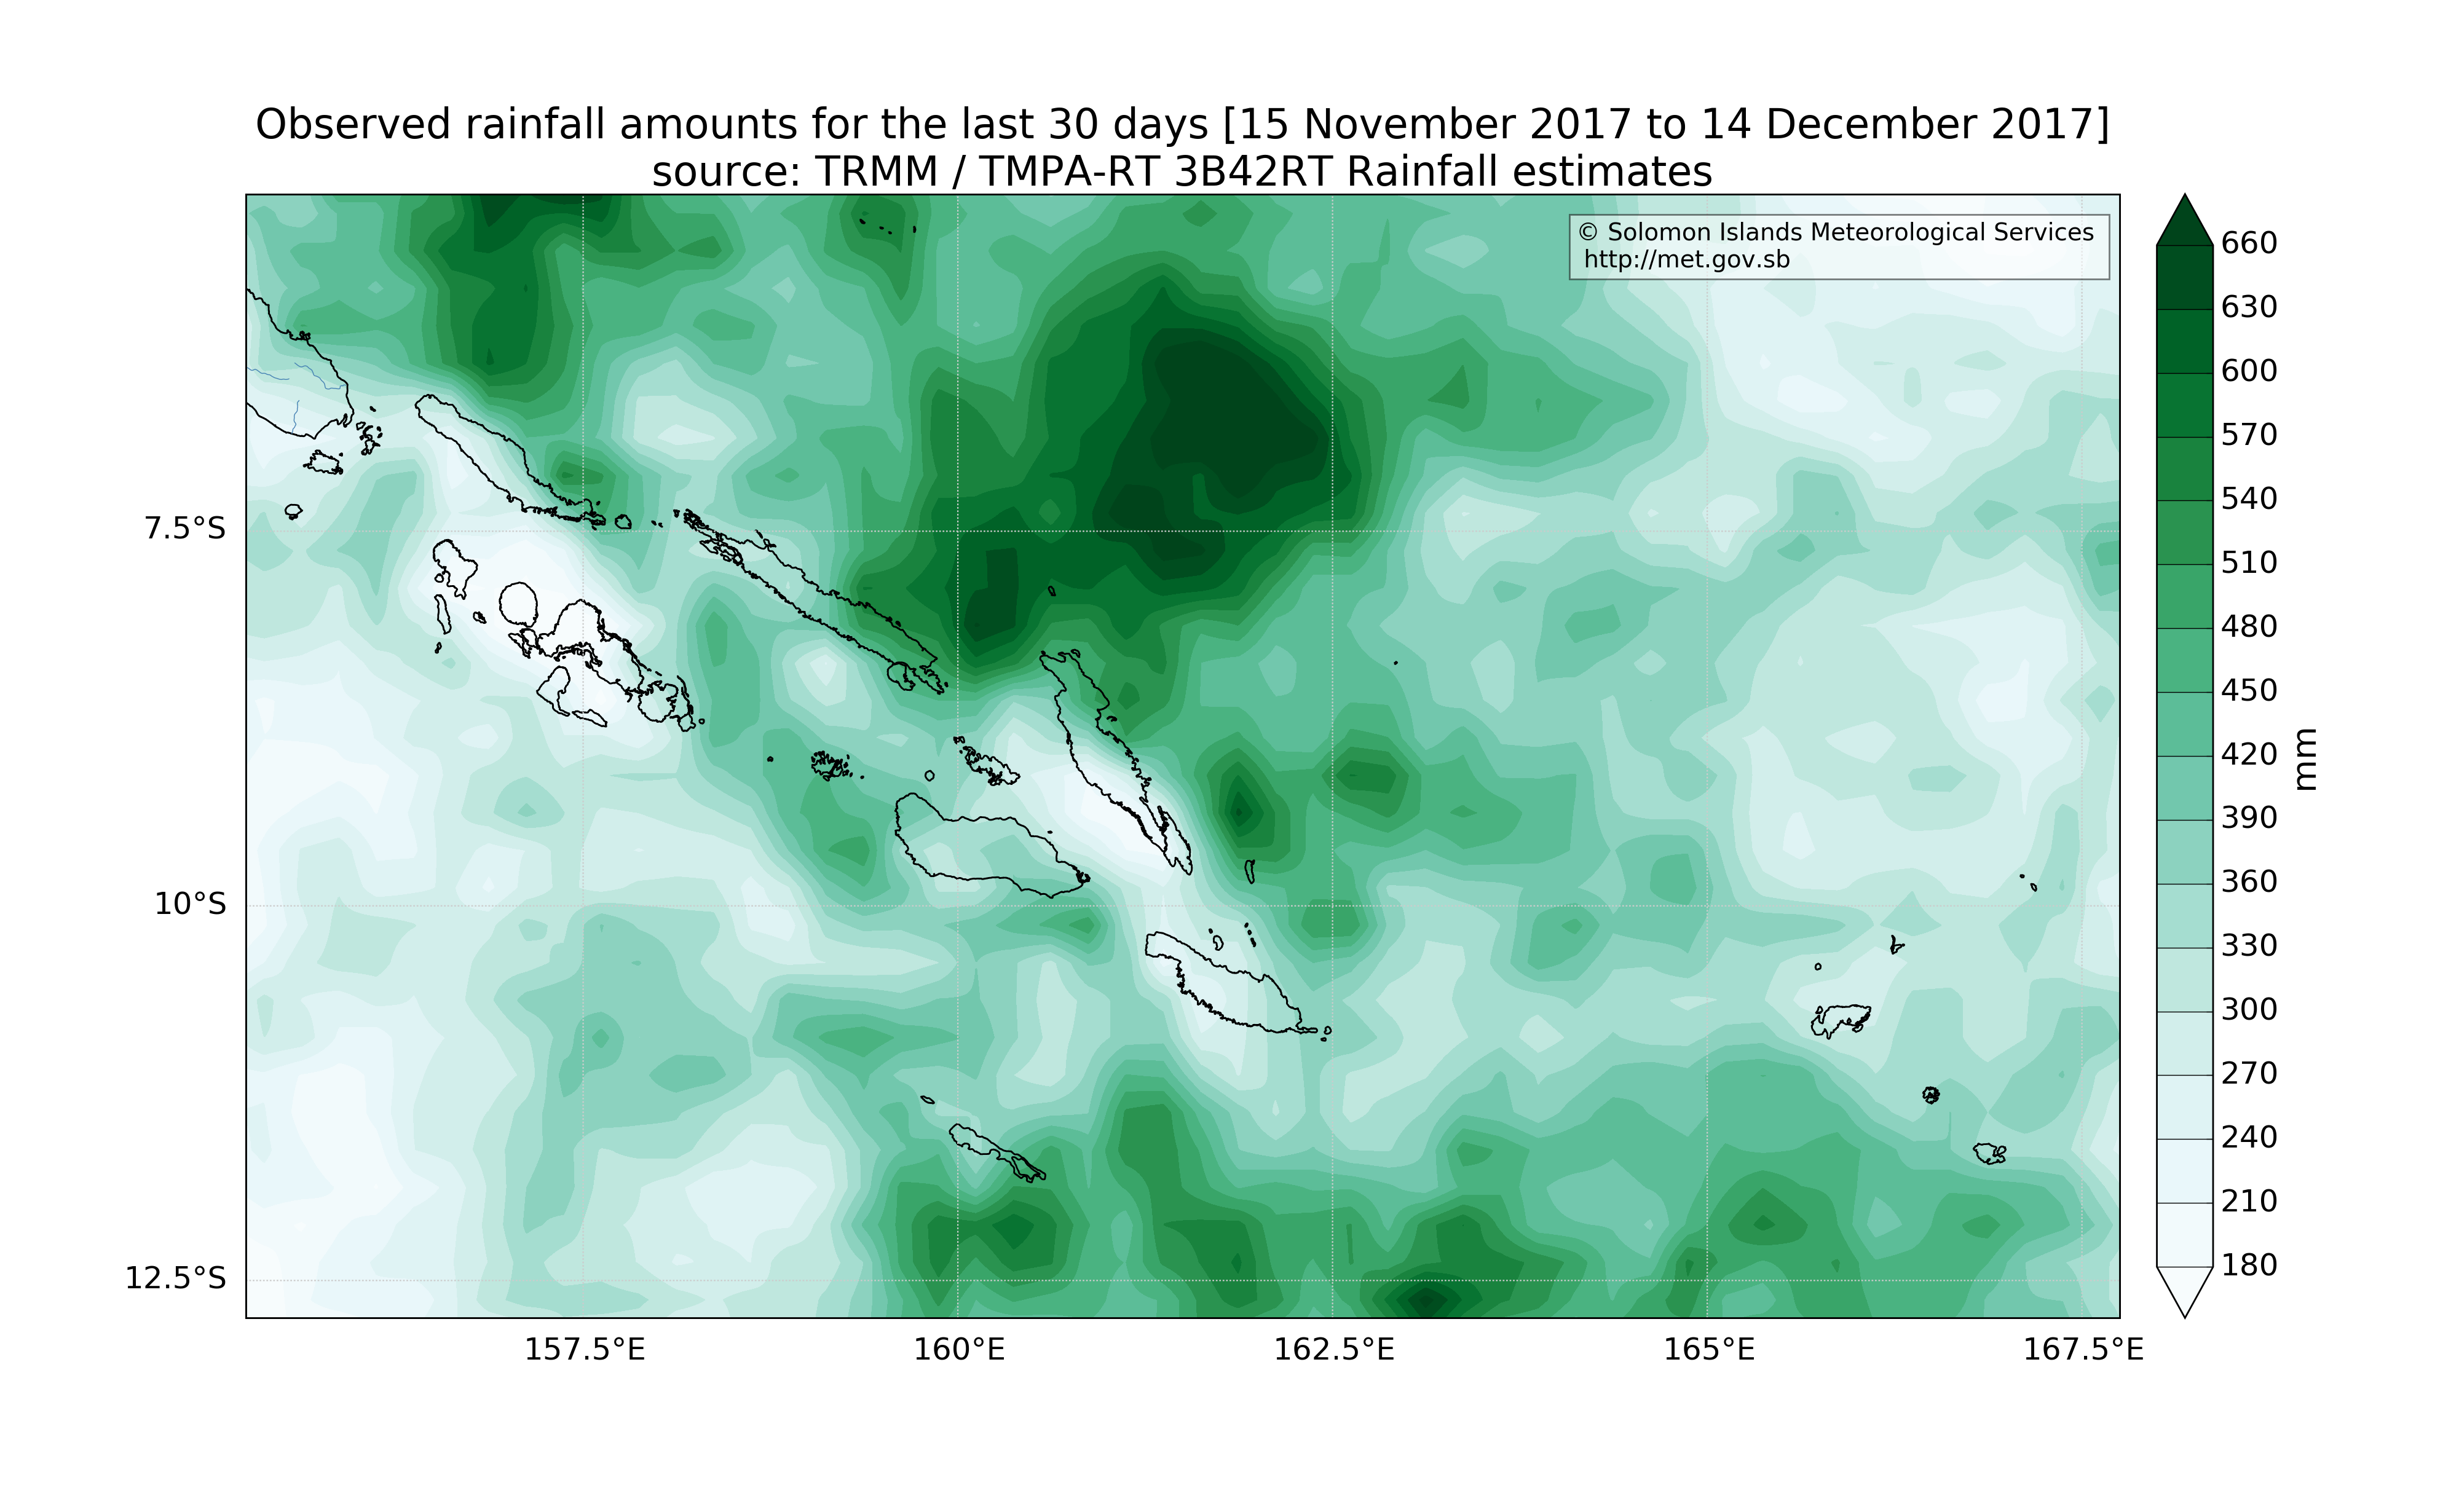 Observed rainfall amounts for the last 30 days [15 November 2017 to 14 December 2017]
source: TRMM / TMPA-RT 3B42RT Rainfall estimates
© Solomon Islands Meteorological Services
http://met.gov.sb
7.5°S
10°S
12.5°S
157.5°E
160°E
162.5°E
165°E
167.5°E
660
630
600
570
540
510
480
450
420
390
360
330
300
270
240
210
180
mm